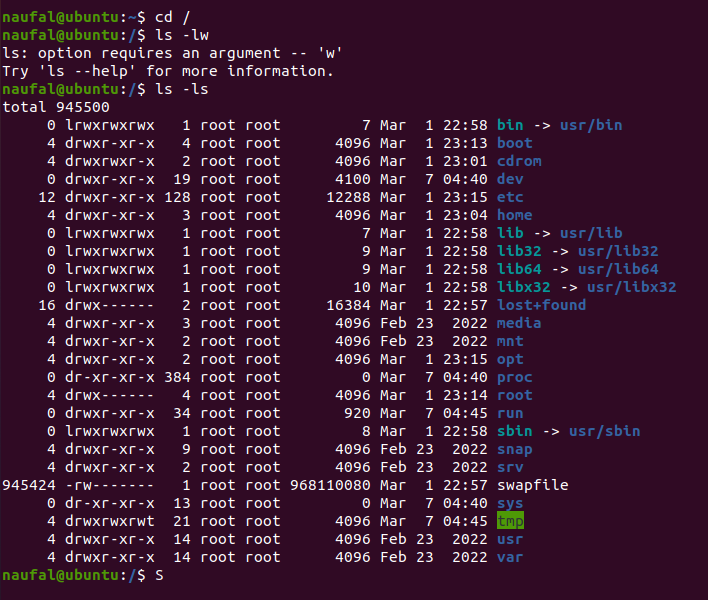 naufal@ubuntu:~$ cd /
naufal@ubuntu:/$ ls -lw
ls: option requires an argument -- 'w'
Try 'ls --help' for more information.
naufal@ubuntu:/$ ls -ls
total 945500
     0 lrwxrwxrwx   1 root root         7 Mar  1 22:58 bin -> usr/bin
     4 drwxr-xr-x   4 root root      4096 Mar  1 23:13 boot
     4 drwxrwxr-x   2 root root      4096 Mar  1 23:01 cdrom
     0 drwxr-xr-x  19 root root      4100 Mar  7 04:40 dev
    12 drwxr-xr-x 128 root root     12288 Mar  1 23:15 etc
     4 drwxr-xr-x   3 root root      4096 Mar  1 23:04 home
     0 lrwxrwxrwx   1 root root         7 Mar  1 22:58 lib -> usr/lib
     0 lrwxrwxrwx   1 root root         9 Mar  1 22:58 lib32 -> usr/lib32
     0 lrwxrwxrwx   1 root root         9 Mar  1 22:58 lib64 -> usr/lib64
     0 lrwxrwxrwx   1 root root        10 Mar  1 22:58 libx32 -> usr/libx32
    16 drwx------   2 root root     16384 Mar  1 22:57 lost+found
     4 drwxr-xr-x   3 root root      4096 Feb 23  2022 media
     4 drwxr-xr-x   2 root root      4096 Feb 23  2022 mnt
     4 drwxr-xr-x   2 root root      4096 Mar  1 23:15 opt
     0 dr-xr-xr-x 384 root root         0 Mar  7 04:40 proc
     4 drwx------   4 root root      4096 Mar  1 23:14 root
     0 drwxr-xr-x  34 root root       920 Mar  7 04:45 run
     0 lrwxrwxrwx   1 root root         8 Mar  1 22:58 sbin -> usr/sbin
     4 drwxr-xr-x   9 root root      4096 Feb 23  2022 snap
     4 drwxr-xr-x   2 root root      4096 Feb 23  2022 srv
945424 -rw-------   1 root root 968110080 Mar  1 22:57 swapfile
     0 dr-xr-xr-x  13 root root         0 Mar  7 04:40 sys
     4 drwxrwxrwt  21 root root      4096 Mar  7 04:45 tmp
     4 drwxr-xr-x  14 root root      4096 Feb 23  2022 usr
     4 drwxr-xr-x  14 root root      4096 Feb 23  2022 var
naufal@ubuntu:/$ S